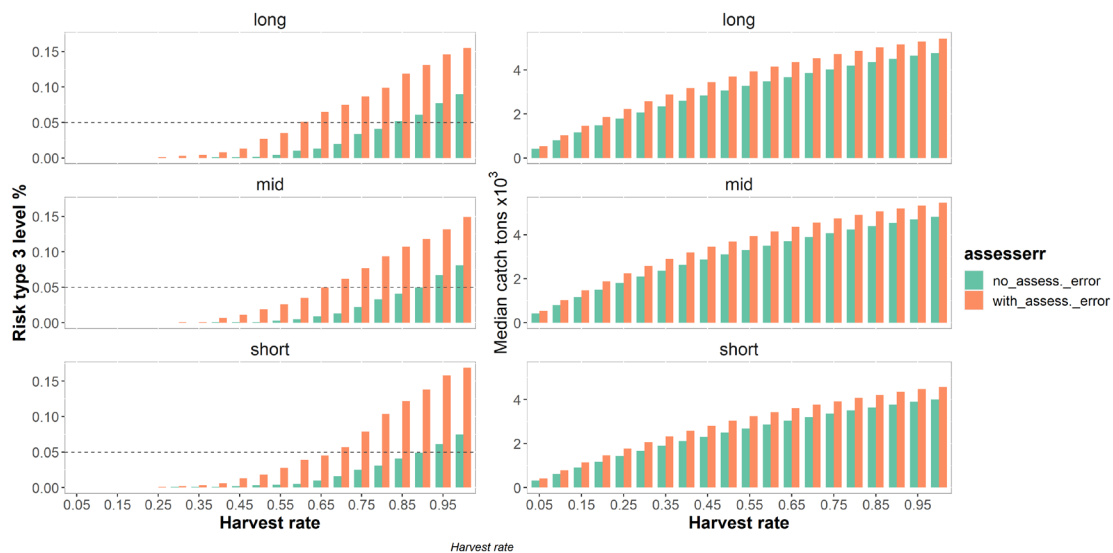 long
0.15
0.10
0.05
0.00
mid
0.15
0.10
0.05
0.00
short
0.15
0.10
0.05
0.00
0.05 0.15 0.25 0.35 0.45 0.55 0.65 0.75 0.85 0.95
Harvest rate
Risk type 3 level %
long
4
2
0
mid
4
2
0
short
4
2
0
0.05 0.15 0.25 0.35 0.45 0.55 0.65 0.75 0.85 0.95
Harvest rate
Median catch tons x10³
assesserr
no_assess._error
with_assess._error
Harvest rate